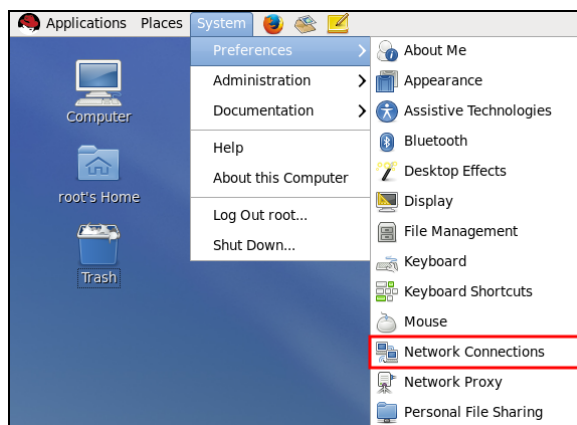 Applications Places System
Preferences
Administration
Documentation
Help
About this Computer
Log Out root...
Shut Down...
About Me
Appearance
Assistive Technologies
Bluetooth
Desktop Effects
Display
File Management
Keyboard
Keyboard Shortcuts
Mouse
Network Connections
Network Proxy
Personal File Sharing
Computer
root's Home
Trash